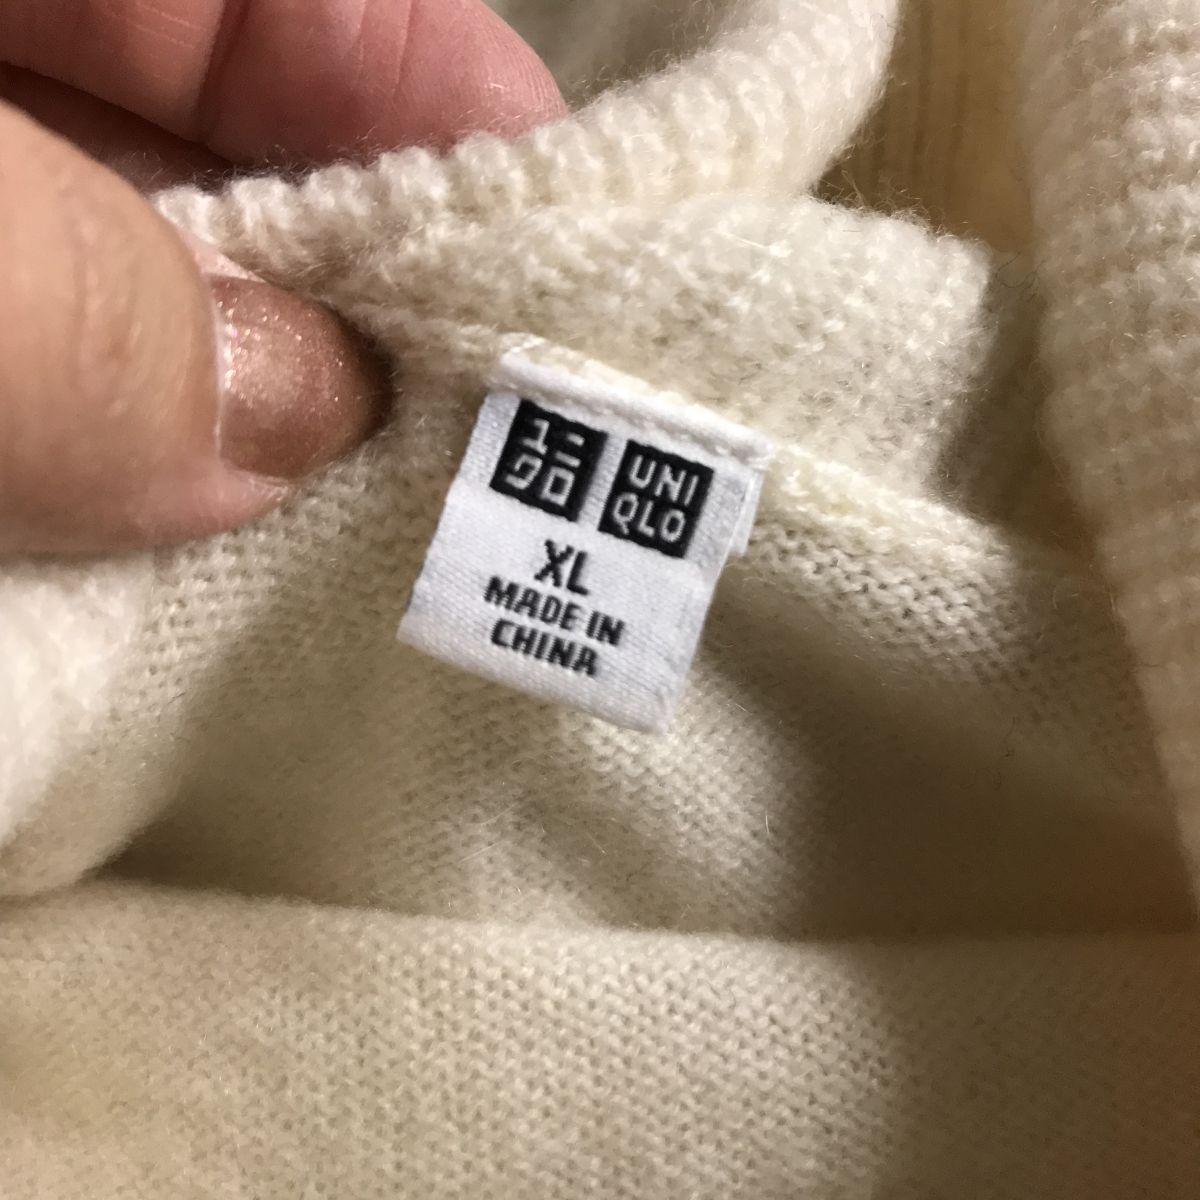 ユニ UNI
クロ QLO
XL
MADE IN
CHINA